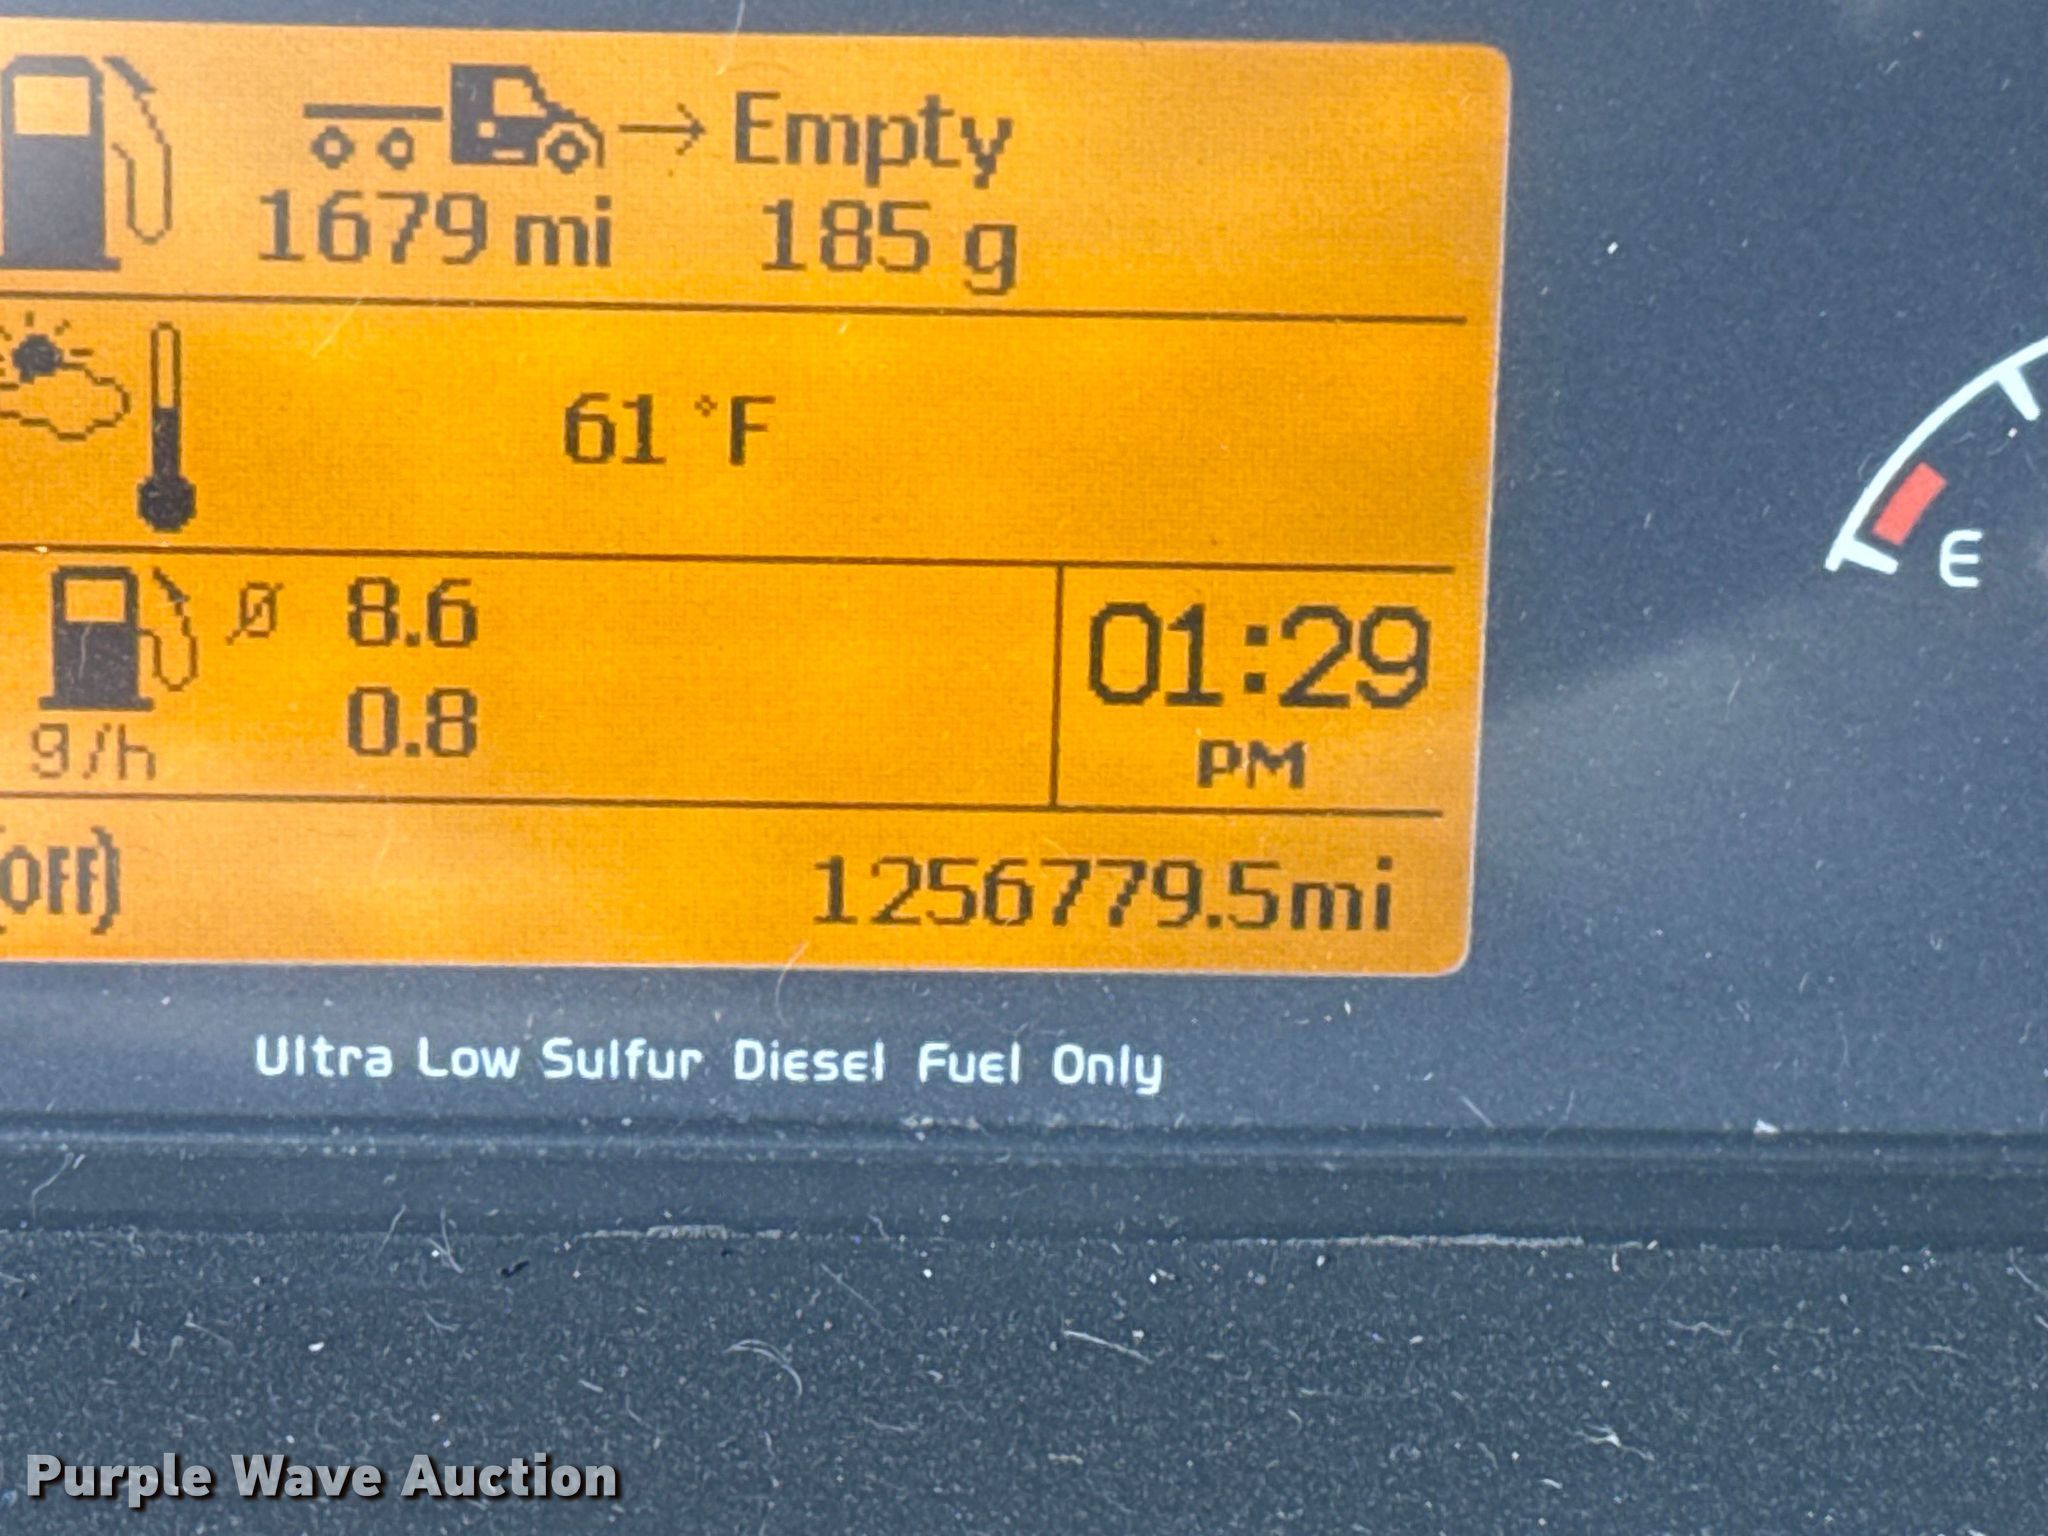 Empty
1679 mi 185 g
61 °F
Ø 8.6
0.8
g/h
01:29
PM
(OFF)
1256779.5mi
E
Ultra Low Sulfur Diesel Fuel Only
Purple Wave Auction